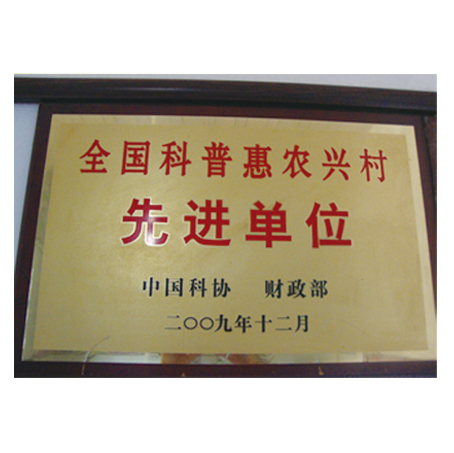 全国科普惠农兴村
先进单位
中国科协 财政部
二〇〇九年十二月